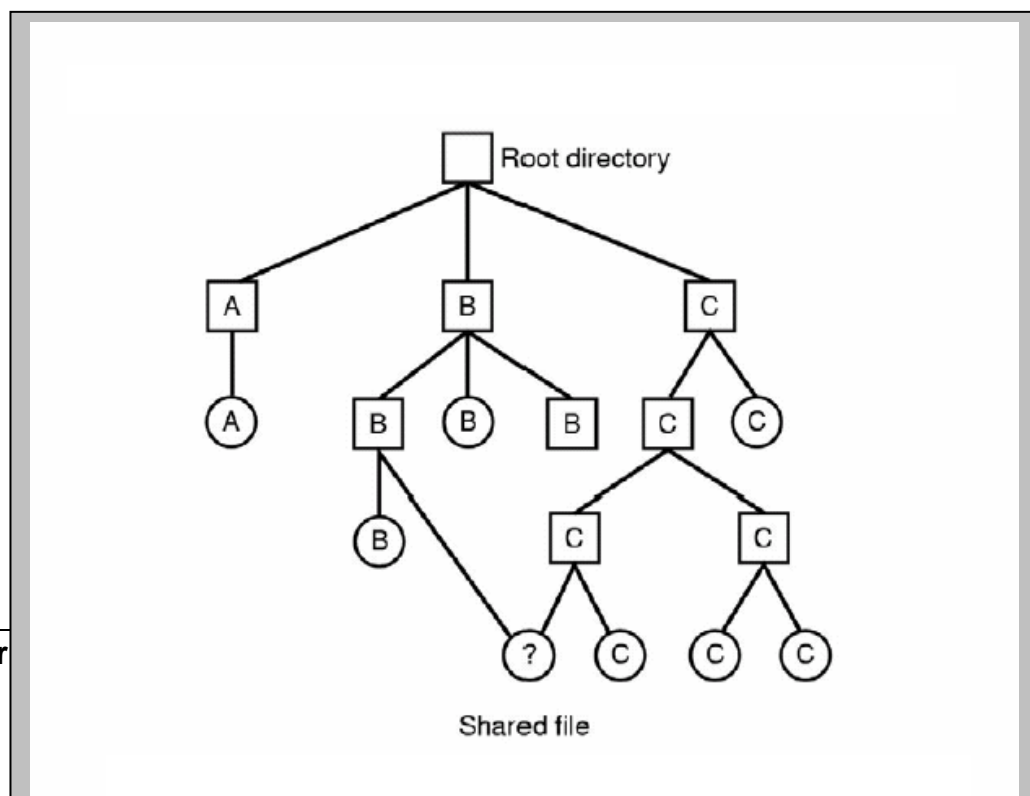 Root directory
A B C
A B B B C C
B C C
? C C C
r
Shared file